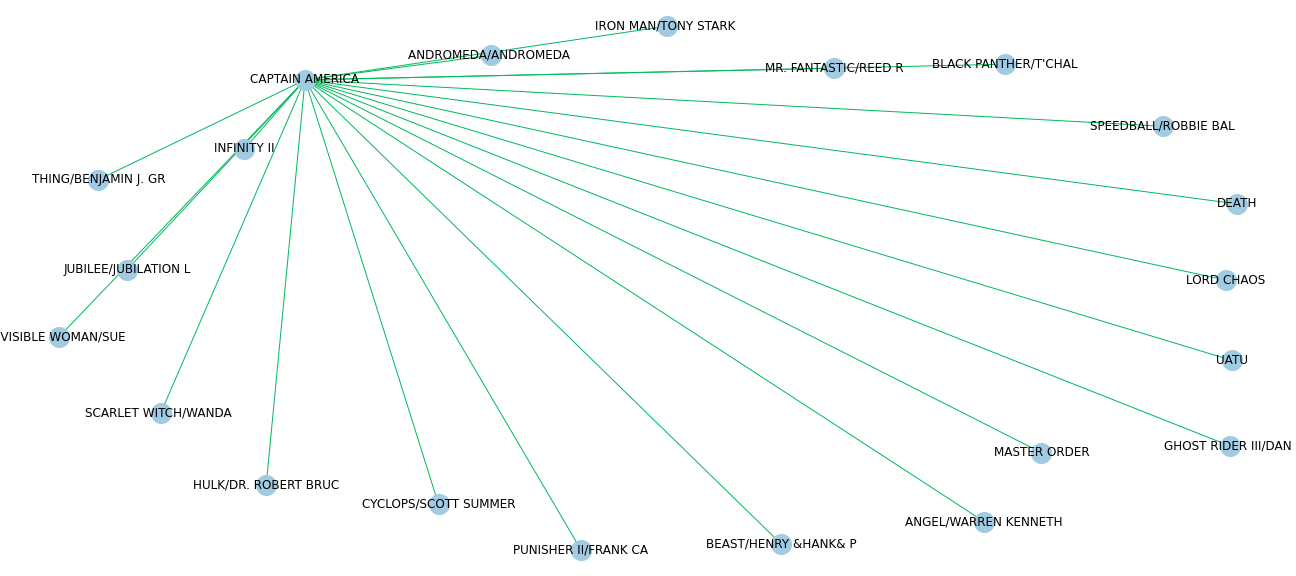 IRON MAN/TONY STARK
ANDROMEDA/ANDROMEDA
BLACK PANTHER/T'CHAL
MR. FANTASTIC/REED R
CAPTAIN AMERICA
SPEEDBALL/ROBBIE BAL
INFINITY II
THING/BENJAMIN J. GR
DEATH
JUBILEE/JUBILATION L
LORD CHAOS
VISIBLE WOMAN/SUE
UATU
SCARLET WITCH/WANDA
GHOST RIDER III/DAN
MASTER ORDER
HULK/DR. ROBERT BRUC
CYCLOPS/SCOTT SUMMER
ANGEL/WARREN KENNETH
BEAST/HENRY &HANK& P
PUNISHER II/FRANK CA